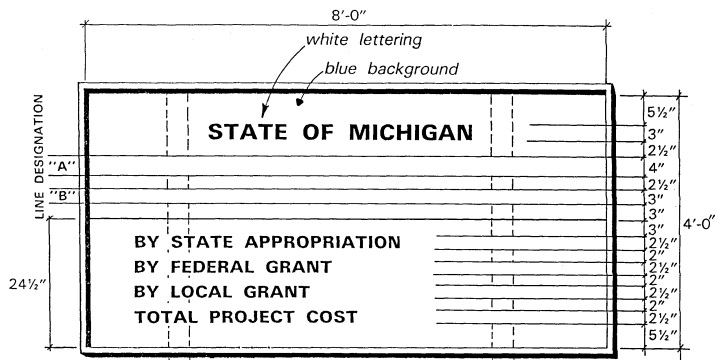 8'-0"
white lettering
blue background
STATE OF MICHIGAN
LINE DESIGNATION
"A"
"B"
BY STATE APPROPRIATION
BY FEDERAL GRANT
BY LOCAL GRANT
TOTAL PROJECT COST
24½"
5½"
3"
2½"
4"
2½"
3"
3"
3"
2½"
2"
2½"
2"
2½"
2"
2½"
5½"
4'-0"